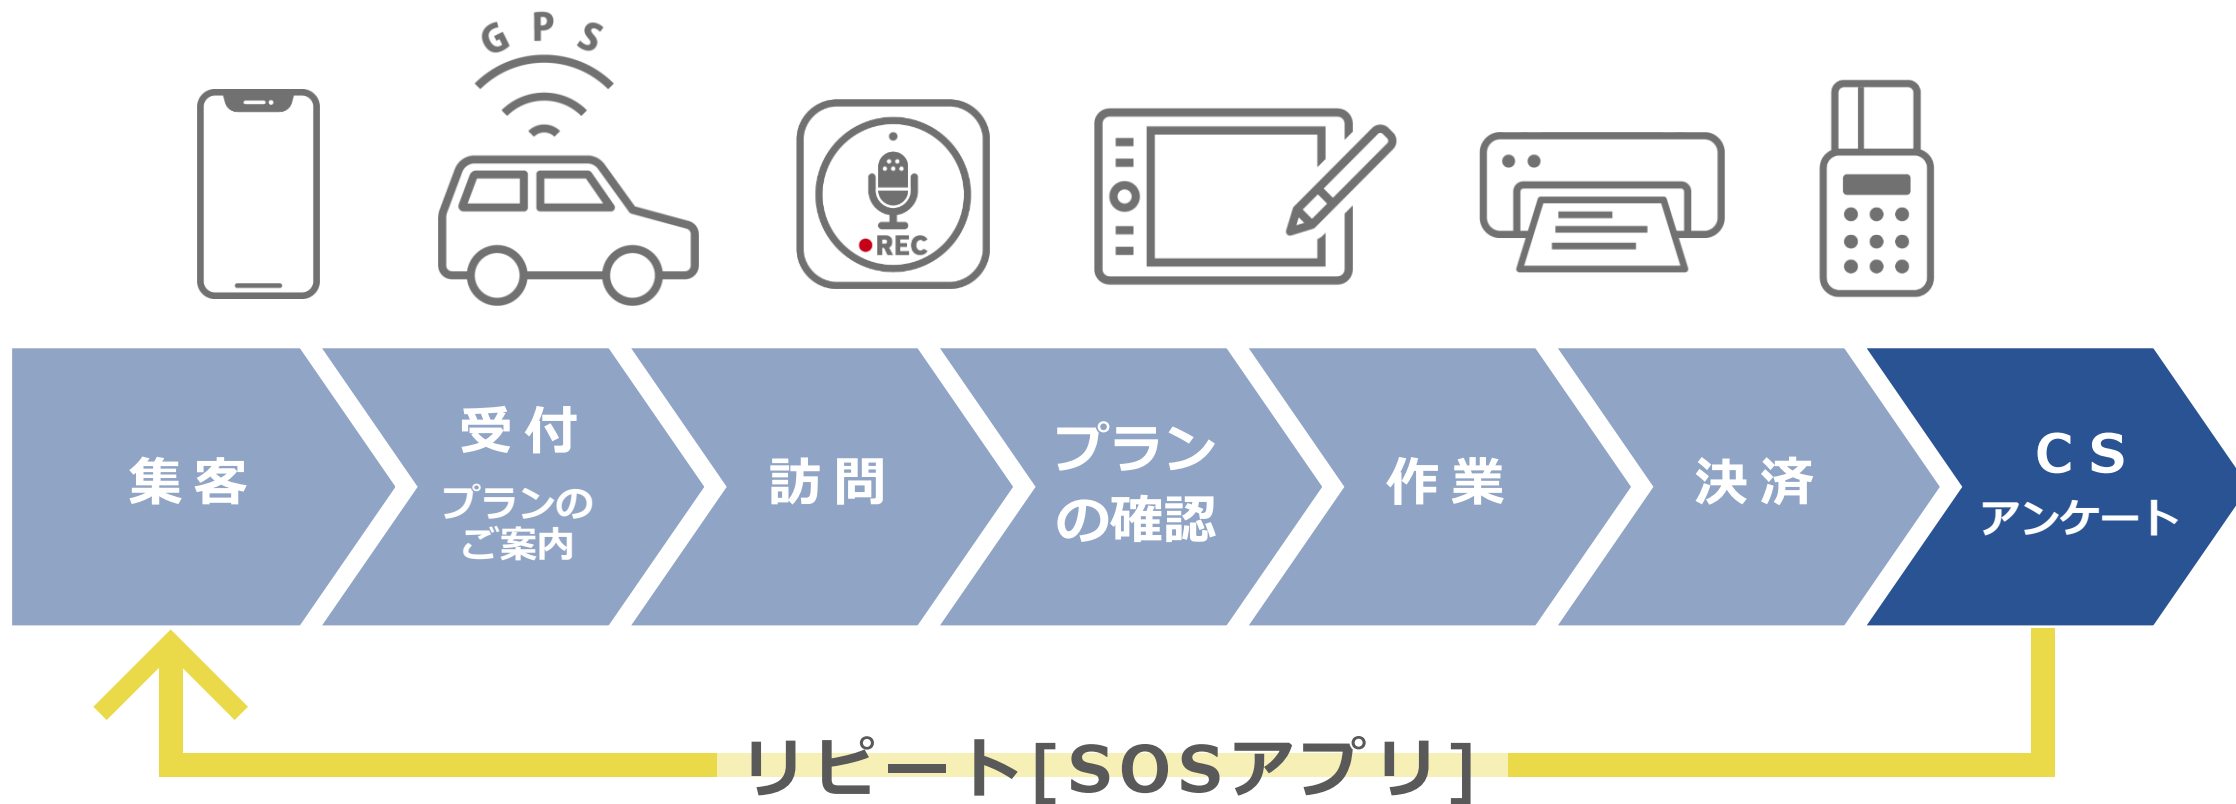 GPS
REC
集客
受付
プランの
ご案内
訪問
プラン
の確認
作業
決済
CS
アンケート
リピート[SOSアプリ]